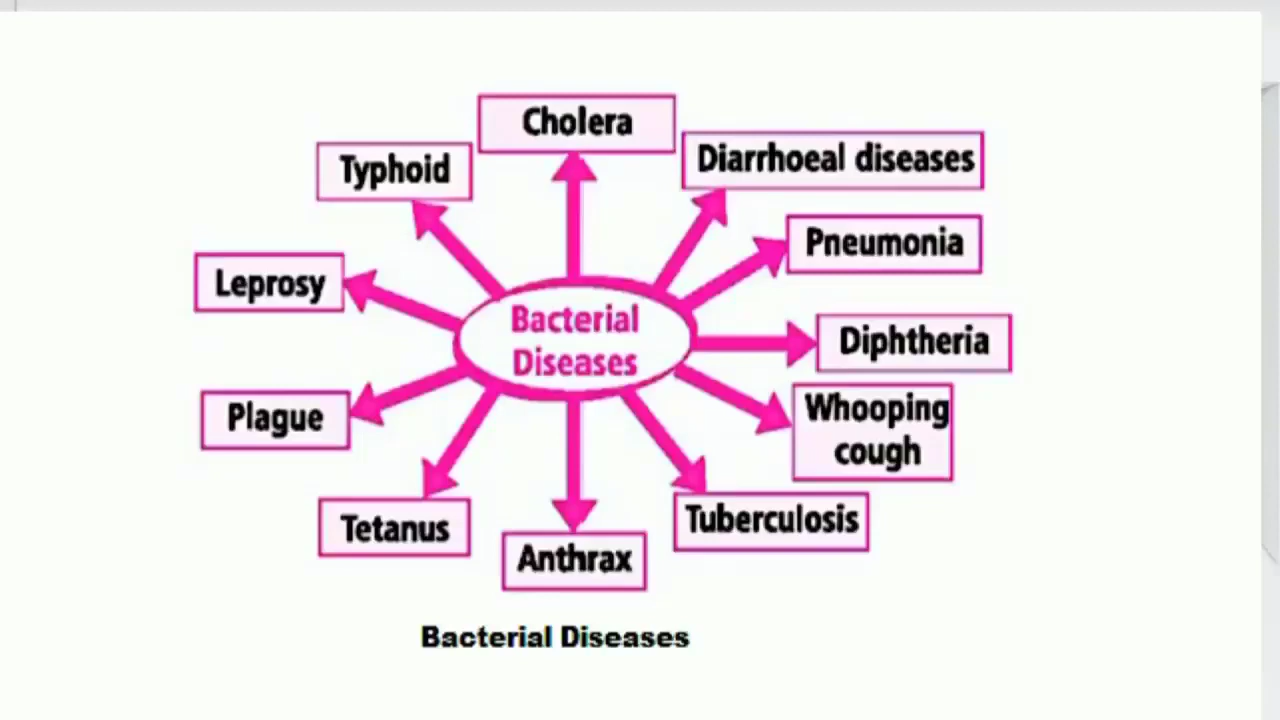 Cholera
Diarrhoeal diseases
Typhoid
Pneumonia
Leprosy
Bacterial
Diseases
Diphtheria
Plague
Whooping
cough
Tetanus
Tuberculosis
Anthrax
Bacterial Diseases